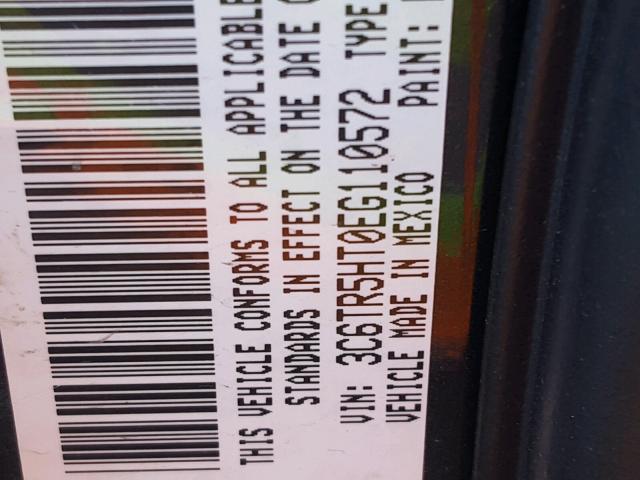 THIS VEHICLE CONFORMS TO ALL APPLICABLE
STANDARDS IN EFFECT ON THE DATE
VIN: 3C6TR5HT0EG110572 TYPE
VEHICLE MADE IN MEXICO PAINT: